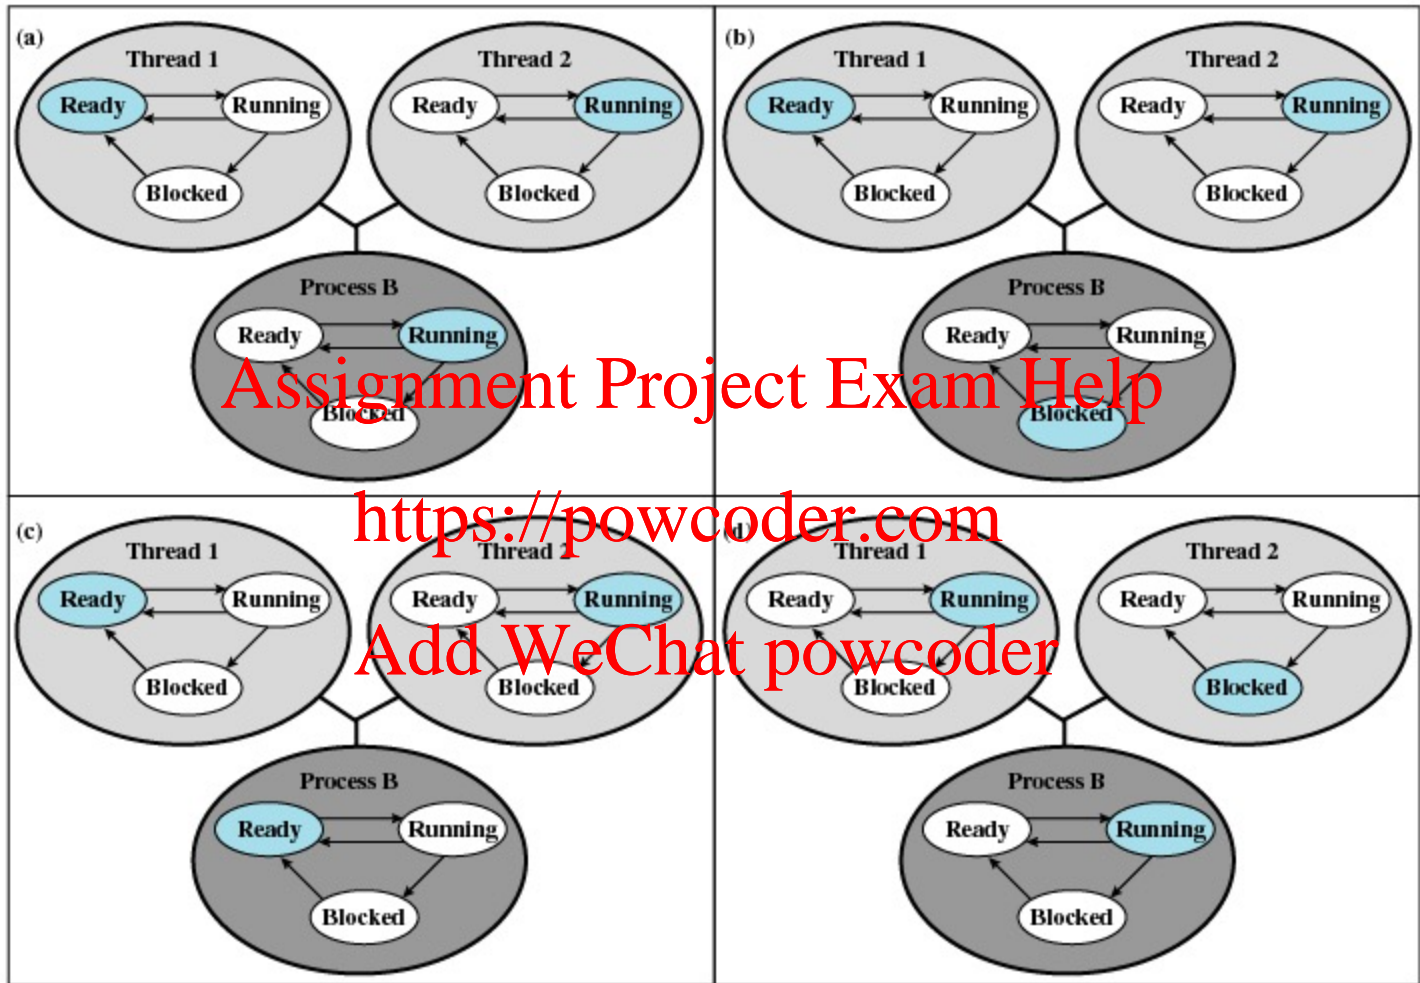 (a)
Thread 1
Ready
Running
Blocked
Thread 2
Ready
Running
Blocked
Process B
Ready
Running
Blocked
(b)
Thread 1
Ready
Running
Blocked
Thread 2
Ready
Running
Blocked
Process B
Ready
Running
Blocked
Assignment Project Exam Help
https://powcoder.com
Add WeChat powcoder
(c)
Thread 1
Ready
Running
Blocked
Thread 2
Ready
Running
Blocked
Process B
Ready
Running
Blocked
(d)
Thread 1
Ready
Running
Blocked
Thread 2
Ready
Running
Blocked
Process B
Ready
Running
Blocked